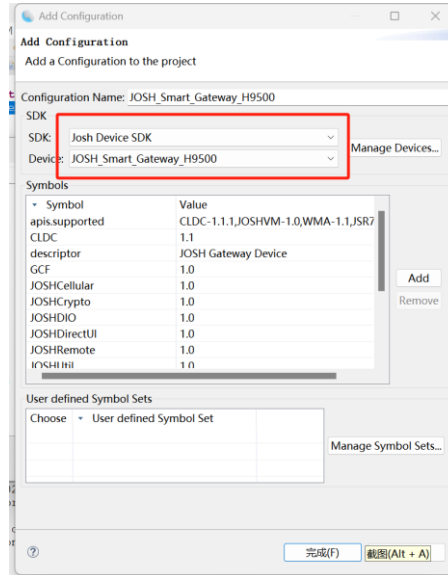 Add Configuration
Add Configuration
Add a Configuration to the project
Configuration Name: JOSH_Smart_Gateway_H9500
SDK
SDK: Josh Device SDK
Manage Devices...
Device: JOSH_Smart_Gateway_H9500
Symbols
Symbol Value
apis.supported CLDC-1.1.1,JOSHVM-1.0,WMA-1.1,JSR7
CLDC 1.1
descriptor JOSH Gateway Device
GCF 1.0
Add
JOSHCellular 1.0
Remove
JOSHCrypto 1.0
JOSHDIO 1.0
JOSHDirectUI 1.0
JOSHRemote 1.0
JOSHUtil 1.0
User defined Symbol Sets
Choose User defined Symbol Set
Manage Symbol Sets...
完成(F) 截图(Alt + A)